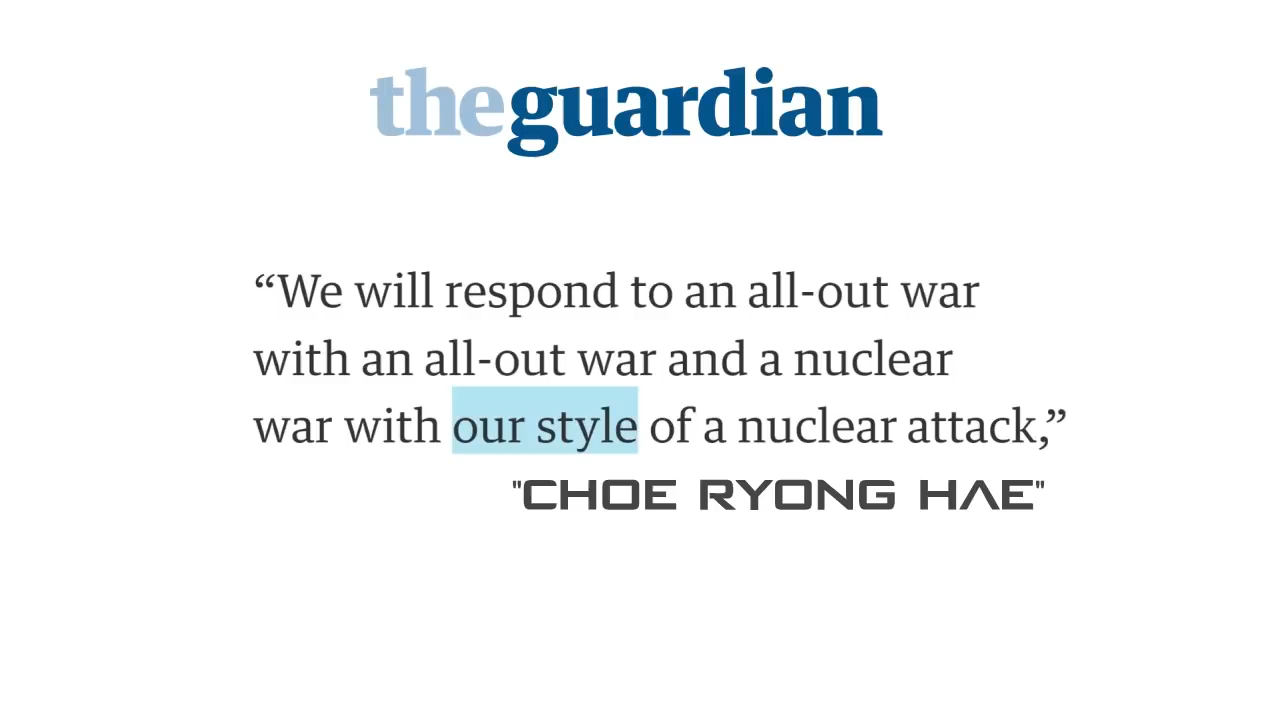 theguardian
“We will respond to an all-out war
with an all-out war and a nuclear
war with our style of a nuclear attack,”
"CHOE RYONG HAE"